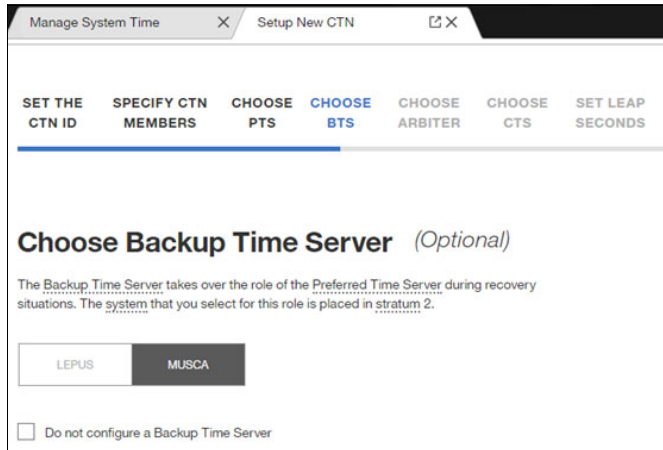 Manage System Time
Setup New CTN
SET THE CTN ID
SPECIFY CTN MEMBERS
CHOOSE PTS
CHOOSE BTS
CHOOSE ARBITER
CHOOSE CTS
SET LEAP SECONDS
Choose Backup Time Server (Optional)
The Backup Time Server takes over the role of the Preferred Time Server during recovery
situations. The system that you select for this role is placed in stratum 2.
LEPUS
MUSCA
Do not configure a Backup Time Server